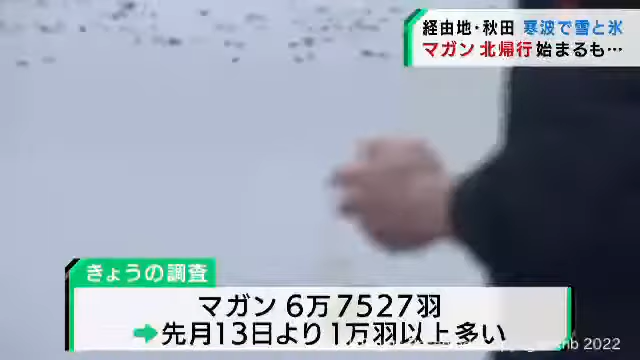 経由地・秋田 寒波で雪と氷
マガン 北帰行 始まるも…
きょうの調査
マガン 6万7527羽
➡先月13日より1万羽以上多い
2022